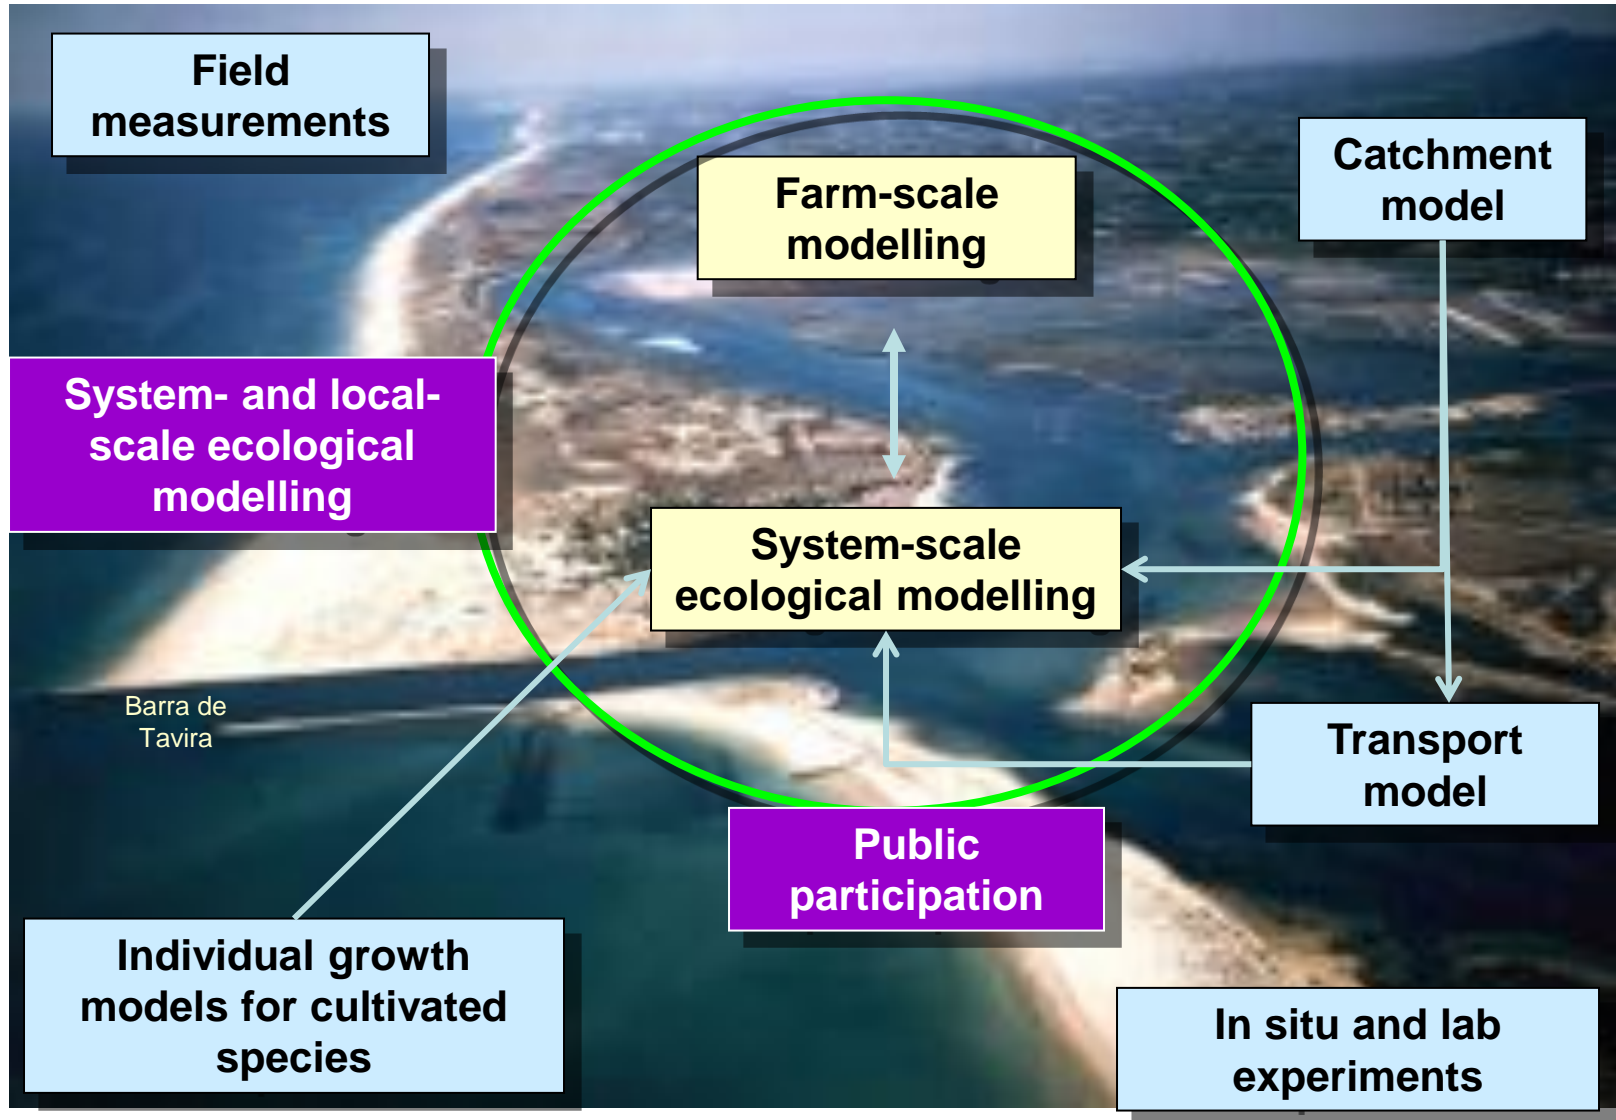 Field
measurements
Farm-scale
modelling
Catchment
model
System- and local-
scale ecological
modelling
System-scale
ecological modelling
Barra de
Tavira
Transport
model
Public
participation
Individual growth
models for cultivated
species
In situ and lab
experiments